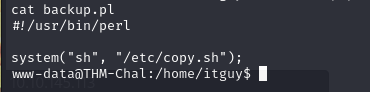 cat backup.pl
#!/usr/bin/perl
system("sh", "/etc/copy.sh");
www-data@THM-Chal:/home/itguy$